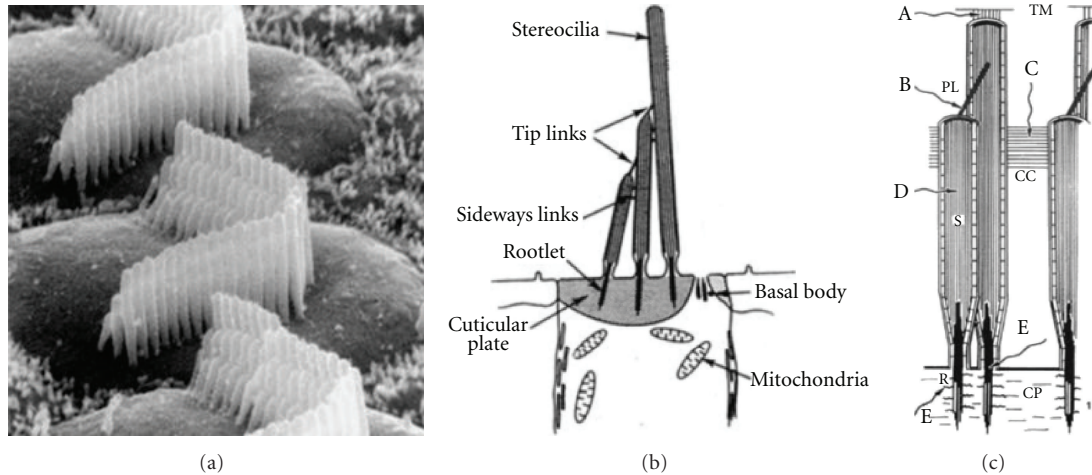 Stereocilia
Tip links
Sideways links
Rootlet
Cuticular
plate
Basal body
Mitochondria
A
TM
B
PL
C
CC
D
S
E
R
CP
E
(a)
(b)
(c)